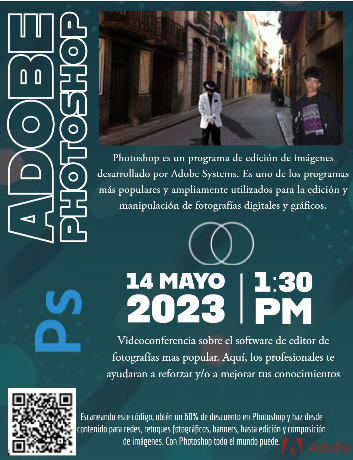 ADOBE
PHOTOSHOP
Photoshop es un programa de edición de imágenes
desarrollado por Adobe Systems. Es uno de los programas
más populares y ampliamente utilizados para la edición y
manipulación de fotografías digitales y gráficos.
14 MAYO
2023
1:30
PM
Ps
Videoconferencia sobre el software de editor de
fotografías mas popular. Aquí, los profesionales te
ayudaran a reforzar y/o a mejorar tus conocimientos
Escaneando este código, obtén un 60% de descuento en Photoshop y haz desde
contenido para redes, retoques fotográficos, banners, hasta edición y composición
de imágenes. Con Photoshop todo el mundo puede.
Adobe